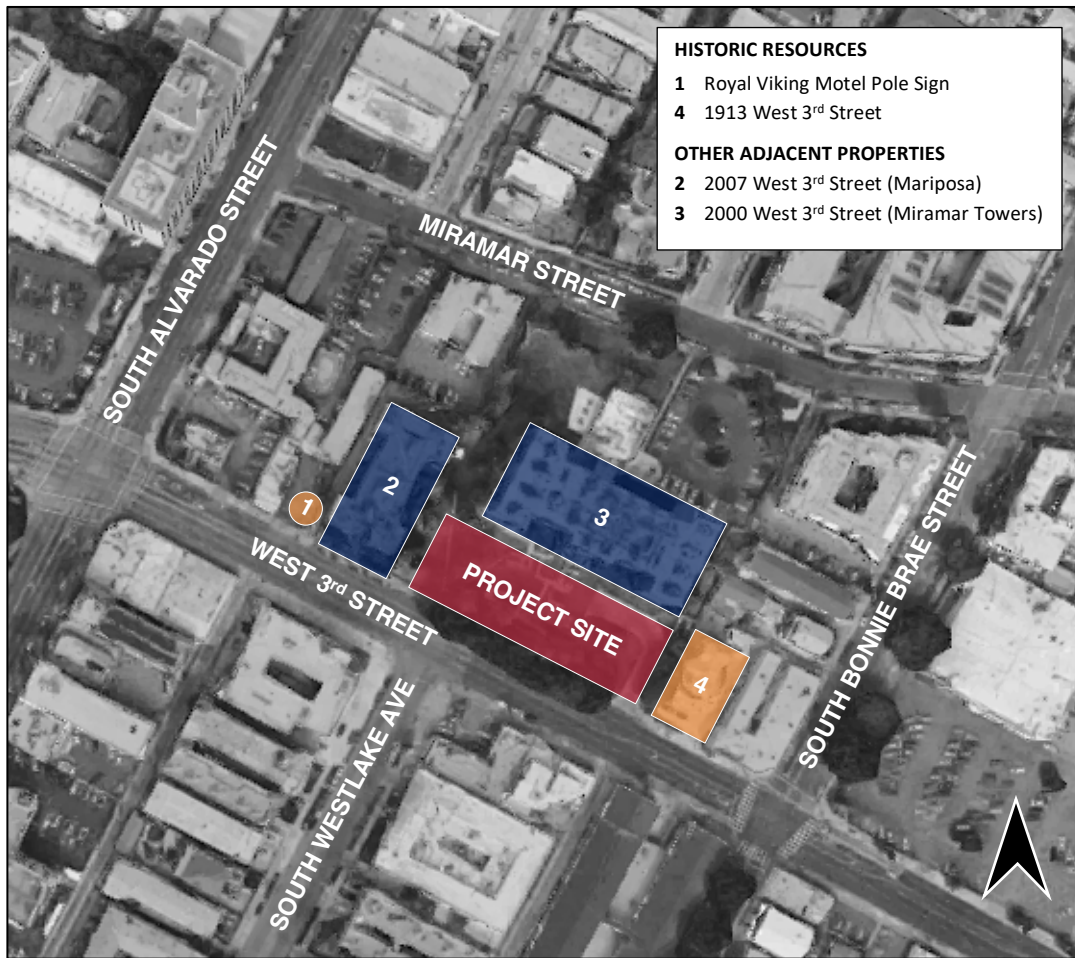 HISTORIC RESOURCES
1 Royal Viking Motel Pole Sign
4 1913 West 3rd Street
OTHER ADJACENT PROPERTIES
2 2007 West 3rd Street (Mariposa)
3 2000 West 3rd Street (Miramar Towers)
SOUTH ALVARADO STREET
MIRAMAR STREET
2
1
3
WEST 3rd STREET
PROJECT SITE
4
SOUTH BONNIE BRAE STREET
SOUTH WESTLAKE AVE